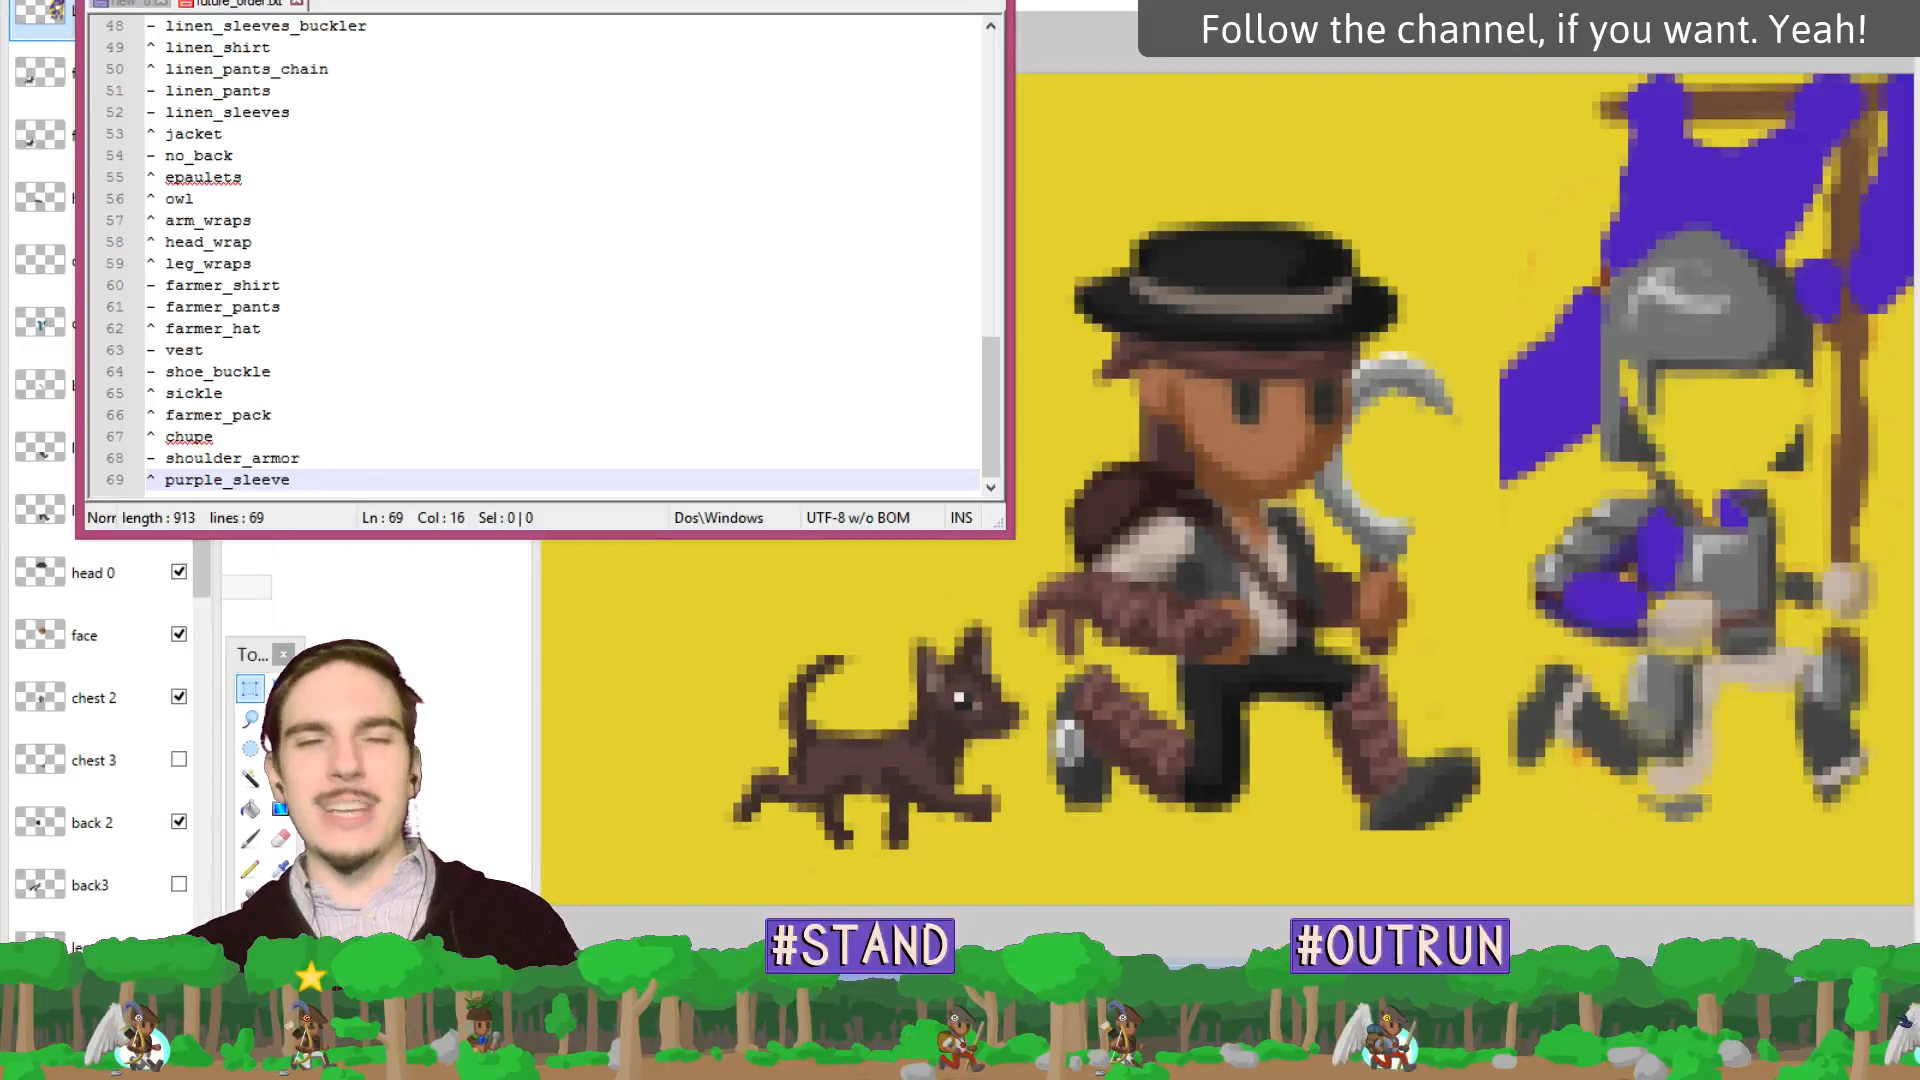 future_order.txt
Follow the channel, if you want. Yeah!
48 - linen_sleeves_buckler
49 ^ linen_shirt
50 ^ linen_pants_chain
51 - linen_pants
52 - linen_sleeves
53 ^ jacket
54 - no_back
55 ^ epaulets
56 ^ owl
57 ^ arm_wraps
58 ^ head_wrap
59 ^ leg_wraps
60 - farmer_shirt
61 - farmer_pants
62 ^ farmer_hat
63 - vest
64 - shoe_buckle
65 ^ sickle
66 ^ farmer_pack
67 ^ chupe
68 - shoulder_armor
69 ^ purple_sleeve
Norr length : 913 lines : 69 Ln : 69 Col : 16 Sel : 0 | 0 Dos\Windows UTF-8 w/o BOM INS
head 0
face
chest 2
chest 3
back 2
back3
To...
#STAND
#OUTRUN